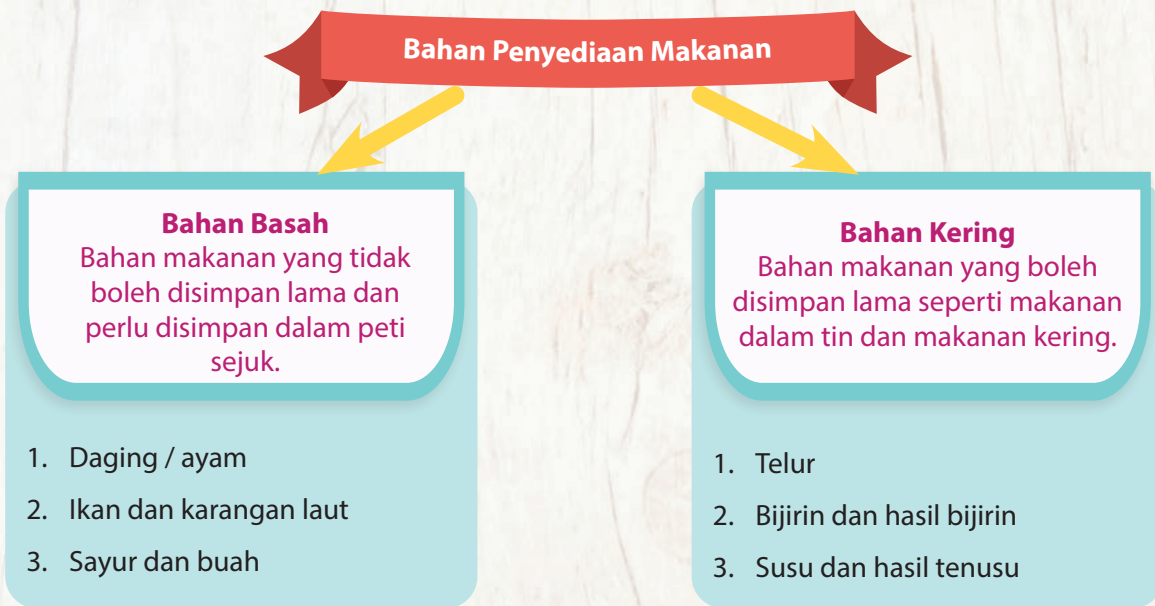 Bahan Penyediaan Makanan
Bahan Basah
Bahan makanan yang tidak
boleh disimpan lama dan
perlu disimpan dalam peti
sejuk.
1. Daging / ayam
2. Ikan dan karangan laut
3. Sayur dan buah
Bahan Kering
Bahan makanan yang boleh
disimpan lama seperti makanan
dalam tin dan makanan kering.
1. Telur
2. Bijirin dan hasil bijirin
3. Susu dan hasil tenusu